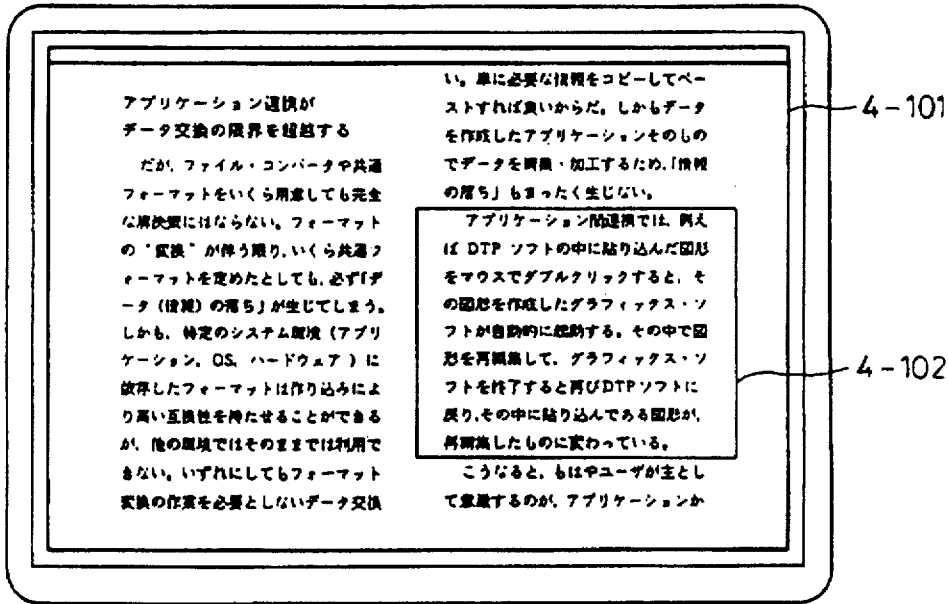 アプリケーション連携が
データ交換の限界を超越する
だが、ファイル・コンバータや共通
フォーマットをいくら用意しても完全
な解決策にはならない。フォーマット
の“変換”が伴う限り、いくら共通フ
ォーマットを定めたとしても、必ず「デ
ータ(情報)の落ち」が生じてしまう。
しかも、特定のシステム環境(アプリ
ケーション、OS、ハードウェア)に
依存したフォーマットは作り込みによ
り高い互換性を持たせることができる
が、他の環境ではそのままでは利用で
きない。いずれにしてもフォーマット
変換の作業を必要としないデータ交換
い。単に必要な情報をコピーしてペー
ストすれば良いからだ。しかもデータ
を作成したアプリケーションそのもの
でデータを編集・加工するため、「情報
の落ち」もまったく生じない。
アプリケーション間連携では、例え
ば DTP ソフトの中に貼り込んだ図形
をマウスでダブルクリックすると、そ
の図形を作成したグラフィックス・ソ
フトが自動的に起動する。その中で図
形を再編集して、グラフィックス・ソ
フトを終了すると再びDTPソフトに
戻り、その中に貼り込んである図形が、
再編集したものに変わっている。
こうなると、もはやユーザが主とし
て意識するのが、アプリケーションか
4-101
4-102